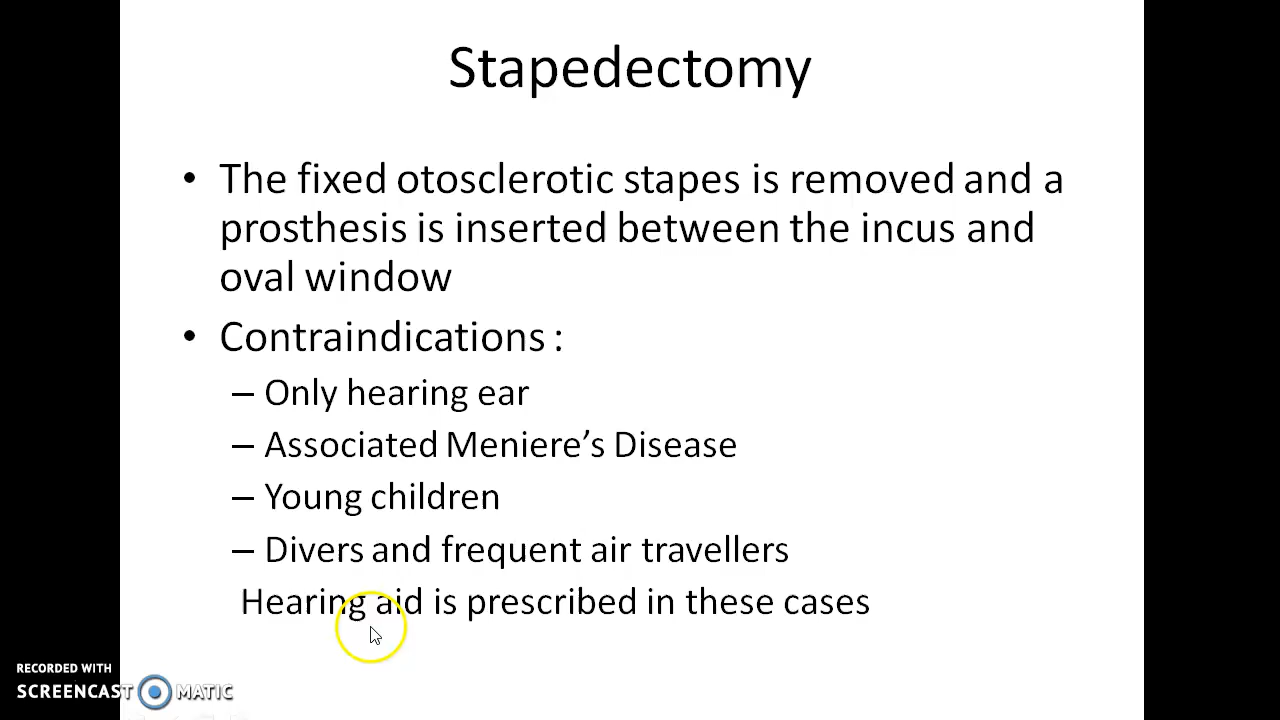 Stapedectomy
• The fixed otosclerotic stapes is removed and a
prosthesis is inserted between the incus and
oval window
• Contraindications :
– Only hearing ear
– Associated Meniere’s Disease
– Young children
– Divers and frequent air travellers
Hearing aid is prescribed in these cases
RECORDED WITH
SCREENCAST MATIC